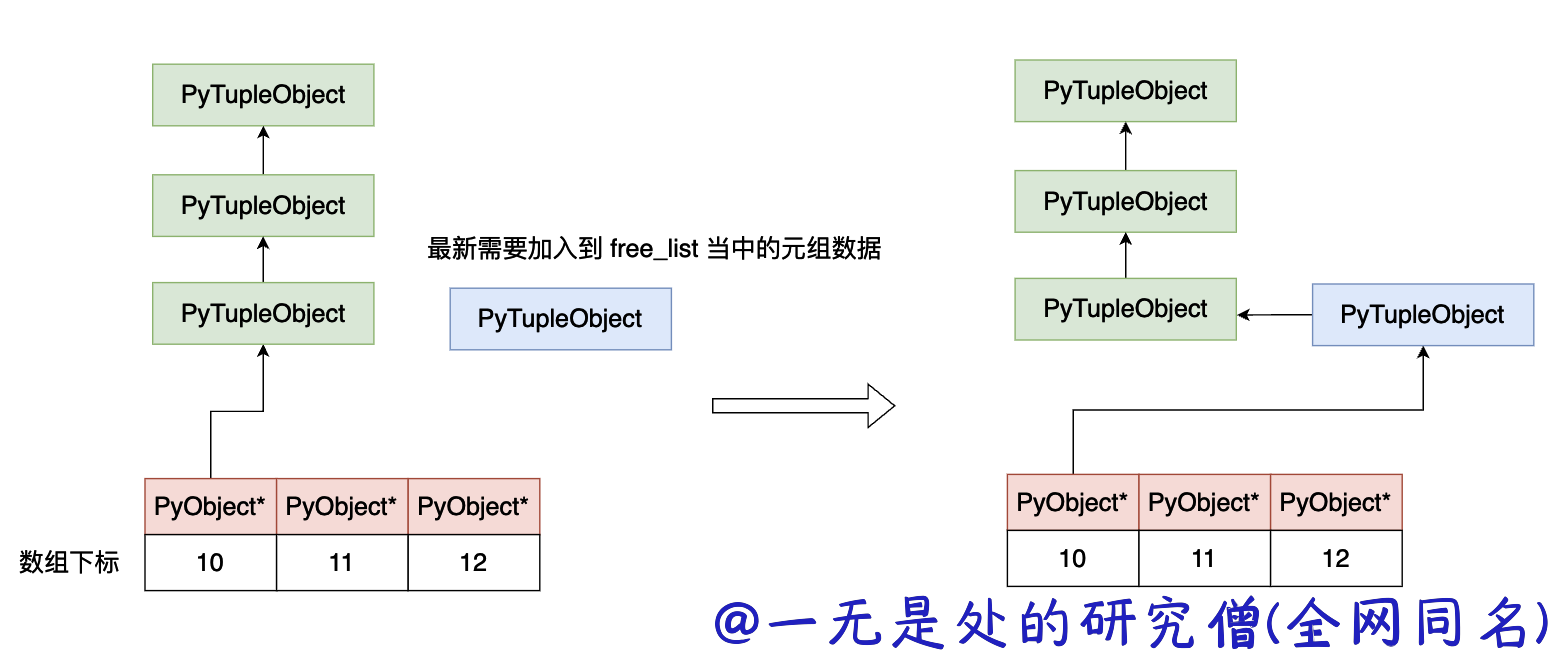 PyTupleObject
PyTupleObject
PyTupleObject
最新需要加入到 free_list 当中的元组数据
PyTupleObject
PyObject* PyObject* PyObject*
数组下标 10 11 12
PyTupleObject
PyTupleObject
PyTupleObject
PyTupleObject
PyObject* PyObject* PyObject*
10 11 12
@一无是处的研究僧(全网同名)